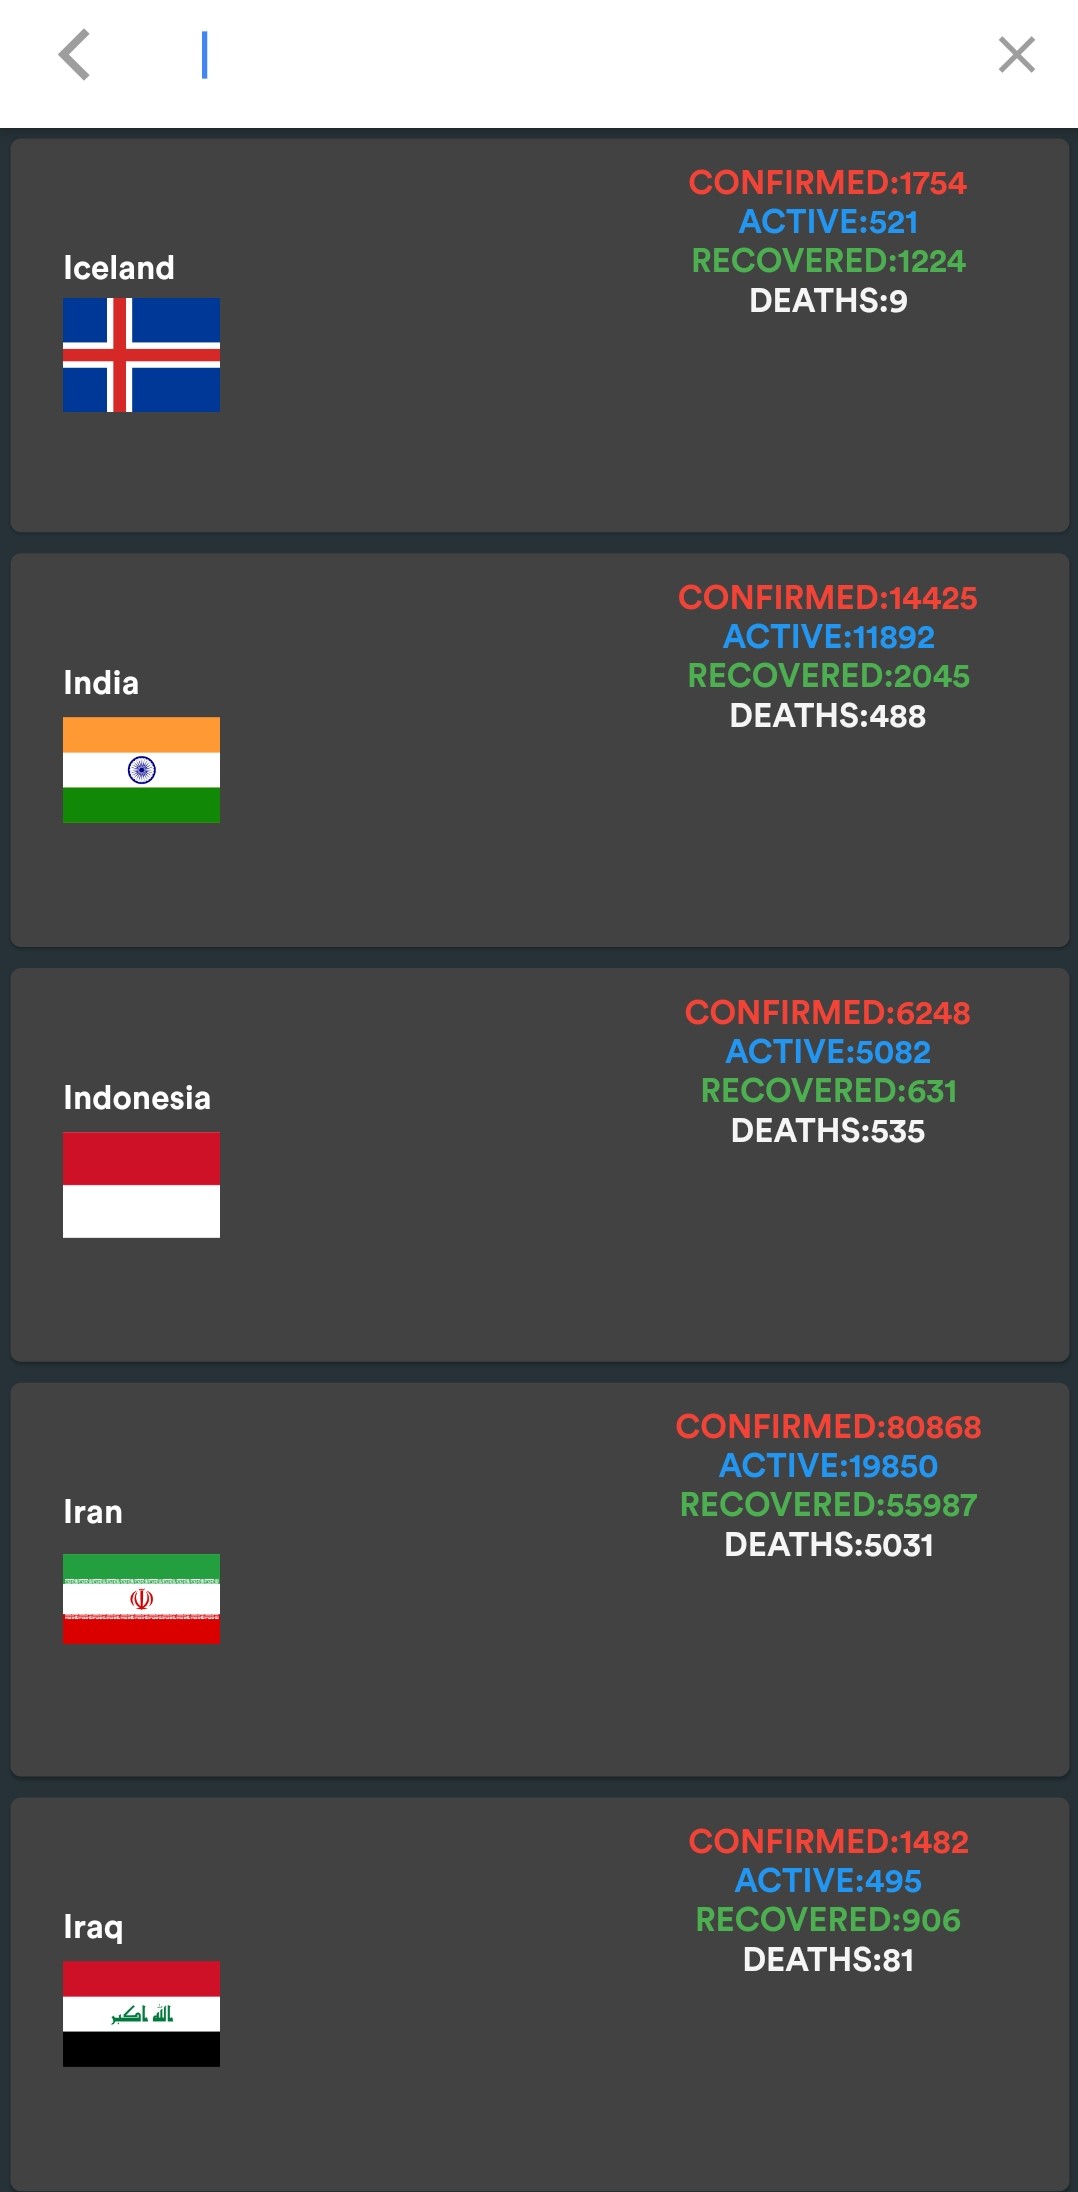 Iceland
CONFIRMED:1754
ACTIVE:521
RECOVERED:1224
DEATHS:9
India
CONFIRMED:14425
ACTIVE:11892
RECOVERED:2045
DEATHS:488
Indonesia
CONFIRMED:6248
ACTIVE:5082
RECOVERED:631
DEATHS:535
Iran
CONFIRMED:80868
ACTIVE:19850
RECOVERED:55987
DEATHS:5031
Iraq
الله اكبر
CONFIRMED:1482
ACTIVE:495
RECOVERED:906
DEATHS:81